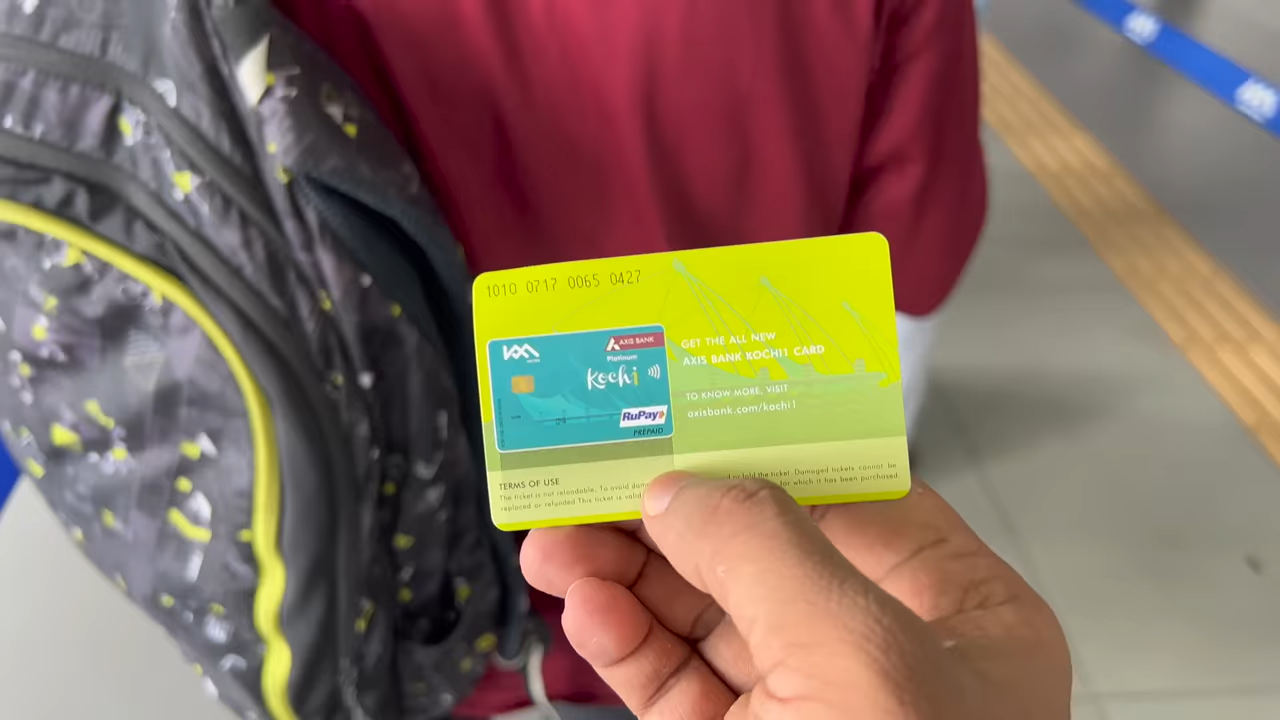 1010 0717 0065 0427
AXIS BANK
Platinum
Kochi
RuPay
PREPAID
GET THE ALL NEW
AXIS BANK KOCHI1 CARD
TO KNOW MORE, VISIT
axisbank.com/kochi1
TERMS OF USE
The ticket is not reloadable. To avoid or fold the ticket. Damaged tickets cannot be
replaced or refunded. This ticket is valid for which it has been purchased.